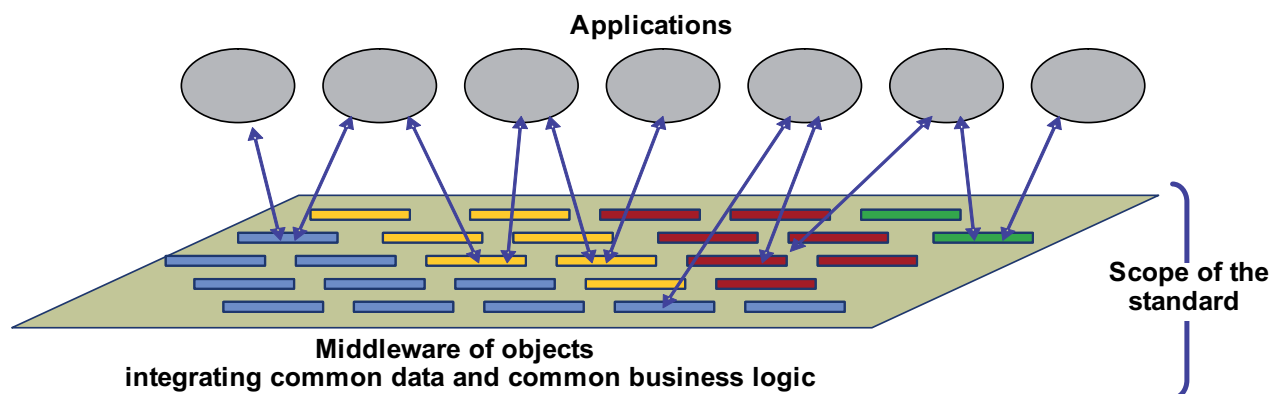 Applications
Scope of the
standard
Middleware of objects
integrating common data and common business logic